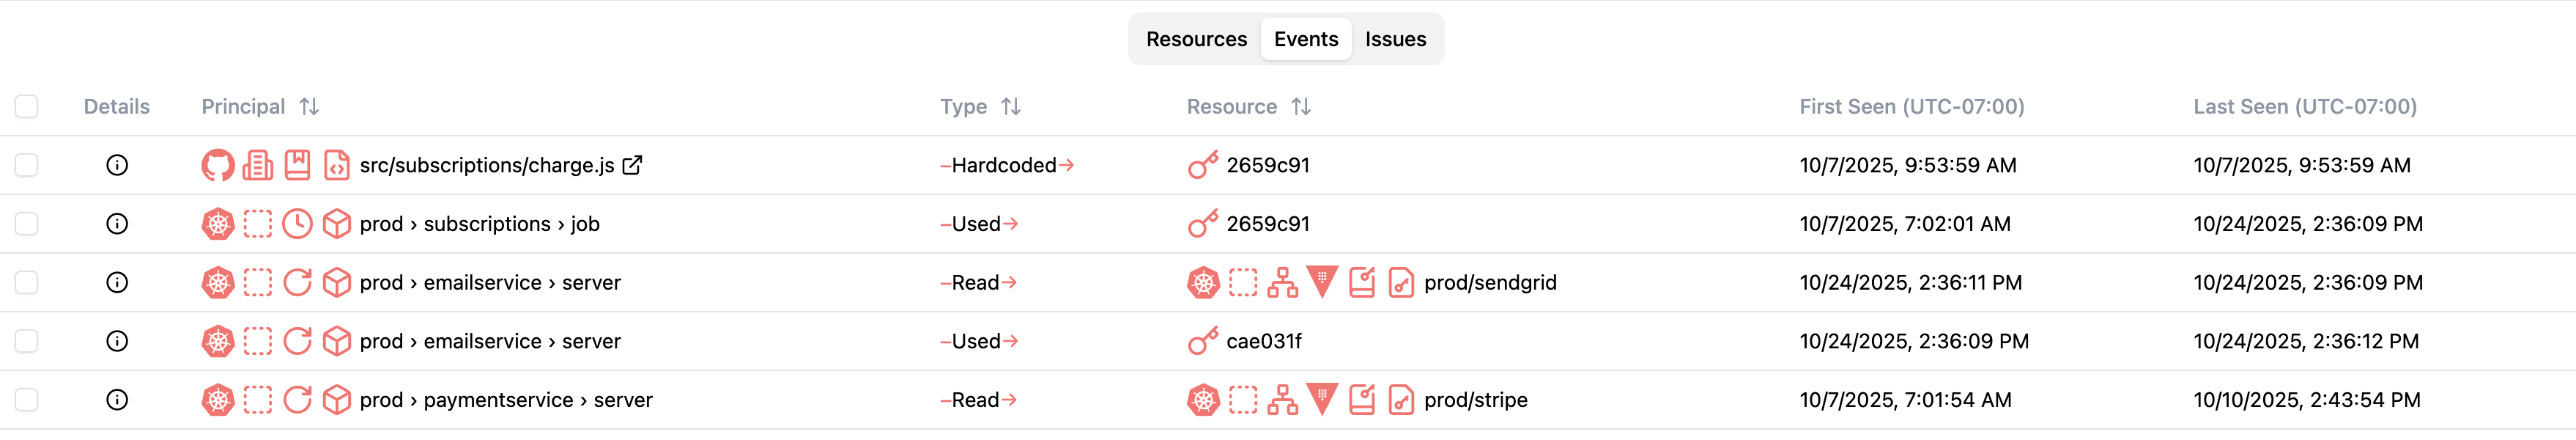 Resources Events Issues
Details Principal Type Resource First Seen (UTC-07:00) Last Seen (UTC-07:00)
src/subscriptions/charge.js –Hardcoded→ 2659c91 10/7/2025, 9:53:59 AM 10/7/2025, 9:53:59 AM
prod › subscriptions › job –Used→ 2659c91 10/7/2025, 7:02:01 AM 10/24/2025, 2:36:09 PM
prod › emailservice › server –Read→ prod/sendgrid 10/24/2025, 2:36:11 PM 10/24/2025, 2:36:09 PM
prod › emailservice › server –Used→ cae031f 10/24/2025, 2:36:09 PM 10/24/2025, 2:36:12 PM
prod › paymentservice › server –Read→ prod/stripe 10/7/2025, 7:01:54 AM 10/10/2025, 2:43:54 PM